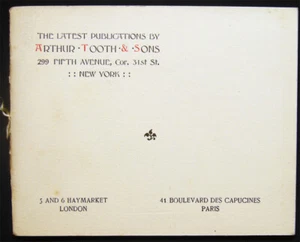 THE LATEST PUBLICATIONS BY
ARTHUR · TOOTH · & · SONS
299 FIFTH AVENUE, Cor. 31st St.
: : NEW YORK : :
5 AND 6 HAYMARKET
LONDON
41 BOULEVARD DES CAPUCINES
PARIS